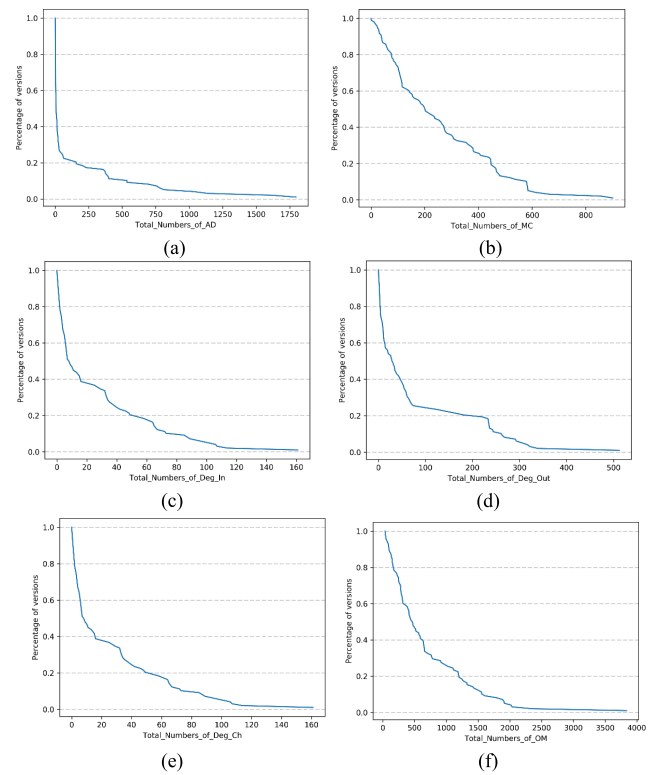 1.0
0.8
0.6
0.4
0.2
0.0
Percentage of versions
0 250 500 750 1000 1250 1500 1750
Total_Numbers_of_AD
(a)
1.0
0.8
0.6
0.4
0.2
0.0
Percentage of versions
0 200 400 600 800
Total_Numbers_of_MC
(b)
1.0
0.8
0.6
0.4
0.2
0.0
Percentage of versions
0 20 40 60 80 100 120 140 160
Total_Numbers_of_Deg_In
(c)
1.0
0.8
0.6
0.4
0.2
0.0
Percentage of versions
0 100 200 300 400 500
Total_Numbers_of_Deg_Out
(d)
1.0
0.8
0.6
0.4
0.2
0.0
Percentage of versions
0 20 40 60 80 100 120 140 160
Total_Numbers_of_Deg_Ch
(e)
1.0
0.8
0.6
0.4
0.2
0.0
Percentage of versions
0 500 1000 1500 2000 2500 3000 3500 4000
Total_Numbers_of_OM
(f)